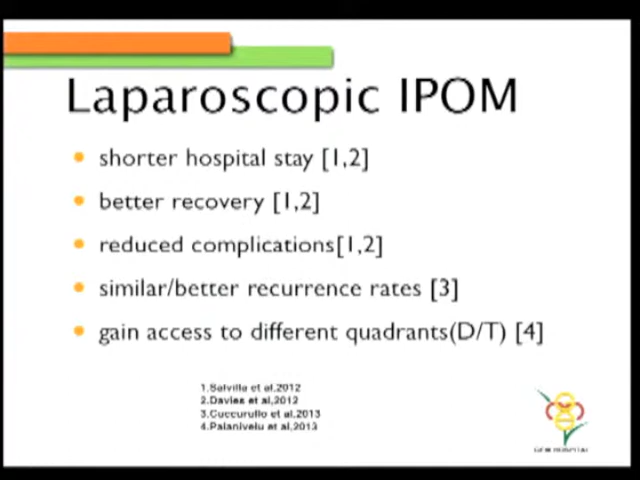 Laparoscopic IPOM
shorter hospital stay [1,2]
better recovery [1,2]
reduced complications[1,2]
similar/better recurrence rates [3]
gain access to different quadrants(D/T) [4]
1.Salvilla et al,2012
2.Davies et al,2012
3.Cuccurullo et al,2013
4.Palanivelu et al,2013
GEM HOSPITAL